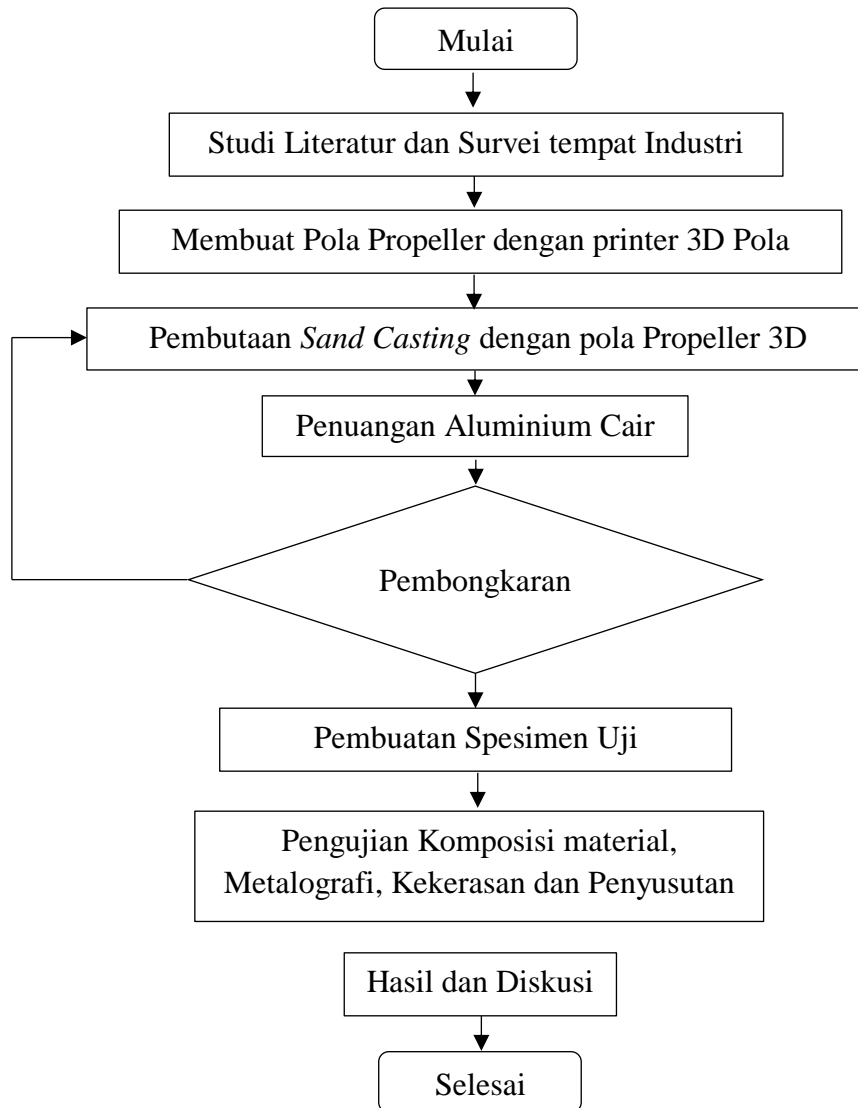 Mulai
Studi Literatur dan Survei tempat Industri
Membuat Pola Propeller dengan printer 3D Pola
Pembutaan Sand Casting dengan pola Propeller 3D
Penuangan Aluminium Cair
Pembongkaran
Pembuatan Spesimen Uji
Pengujian Komposisi material,
Metalografi, Kekerasan dan Penyusutan
Hasil dan Diskusi
Selesai